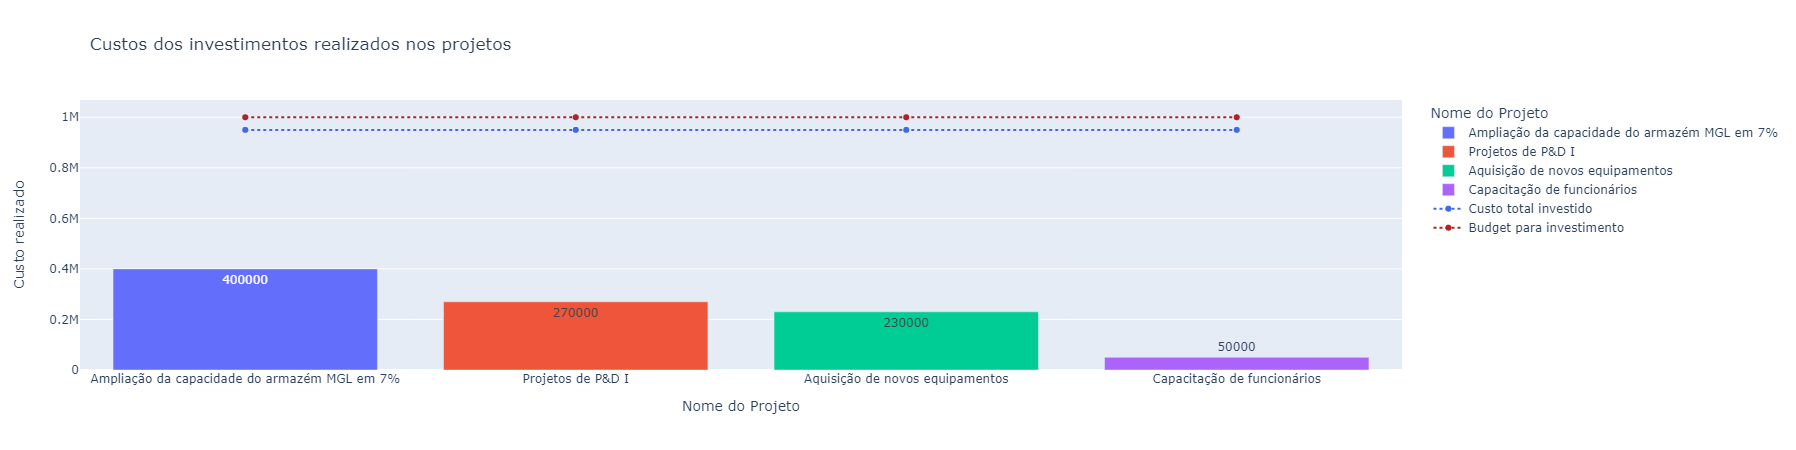 Custos dos investimentos realizados nos projetos
1M
0.8M
0.6M
0.4M
0.2M
0
Custo realizado
400000
270000
230000
50000
Ampliação da capacidade do armazém MGL em 7%
Projetos de P&D I
Aquisição de novos equipamentos
Capacitação de funcionários
Nome do Projeto
Nome do Projeto
Ampliação da capacidade do armazém MGL em 7%
Projetos de P&D I
Aquisição de novos equipamentos
Capacitação de funcionários
Custo total investido
Budget para investimento